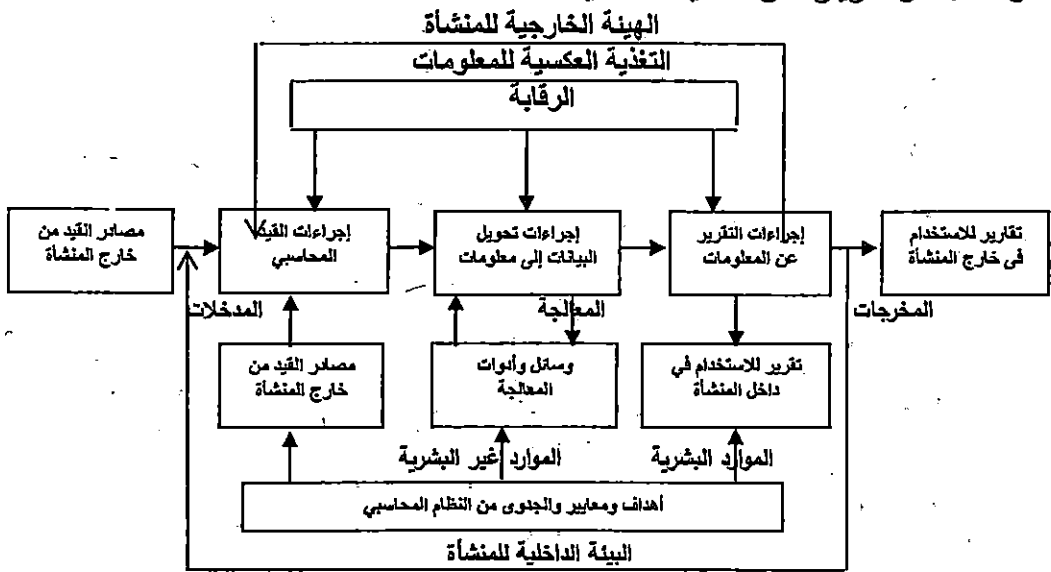 الهيئة الخارجية للمنشأة
التغذية العكسية للمعلومات
الرقابة
مصادر القيد من
خارج المنشأة
إجراءات القيد
المحاسبي
إجراءات تحويل
البيانات إلى معلومات
إجراءات التقرير
عن المعلومات
تقارير للاستخدام
في خارج المنشأة
المدخلات
المعالجة
المخرجات
مصادر القيد من
خارج المنشأة
وسائل وأدوات
المعالجة
تقرير للاستخدام في
داخل المنشأة
الموارد غير البشرية
الموارد البشرية
أهداف ومعايير والجدوى من النظام المحاسبي
البيئة الداخلية للمنشأة